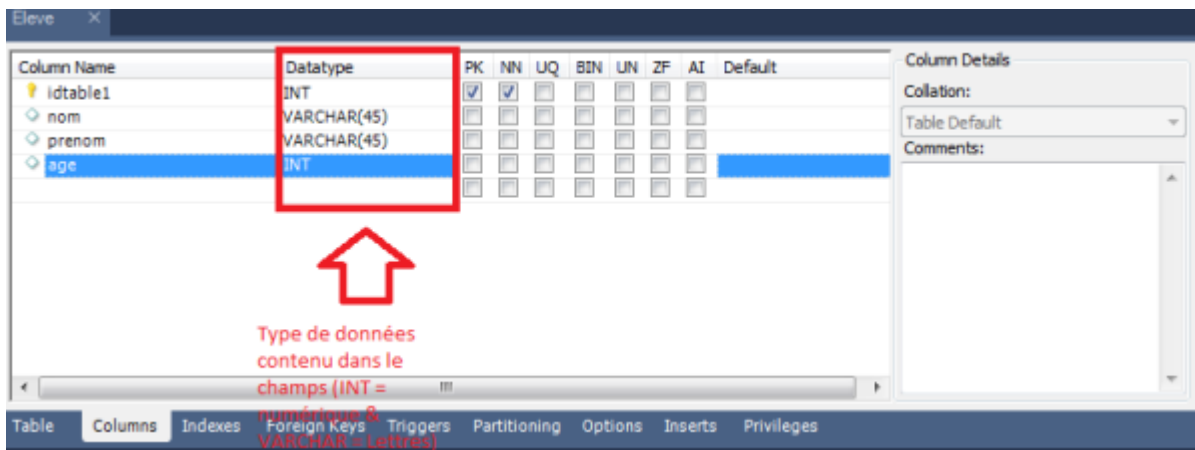 Eleve ×
Column Name Datatype PK NN UQ BIN UN ZF AI Default
idtable1 INT
nom VARCHAR(45)
prenom VARCHAR(45)
age INT
Column Details
Collation:
Table Default
Comments:
Type de données
contenu dans le
champs (INT =
numérique &
VARCHAR = Lettres)
Table Columns Indexes Foreign Keys Triggers Partitioning Options Inserts Privileges